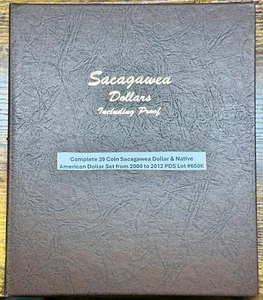 Sacagawea
Dollars
Including Proof
Complete 39 Coin Sacagawea Dollar & Native
American Dollar Set from 2000 to 2012 PDS Lot #650K